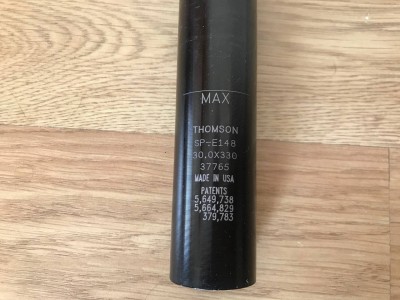 MAX
THOMSON
SP-E148
30.0X330
37765
MADE IN USA
PATENTS
5,649,738
5,664,829
379,783